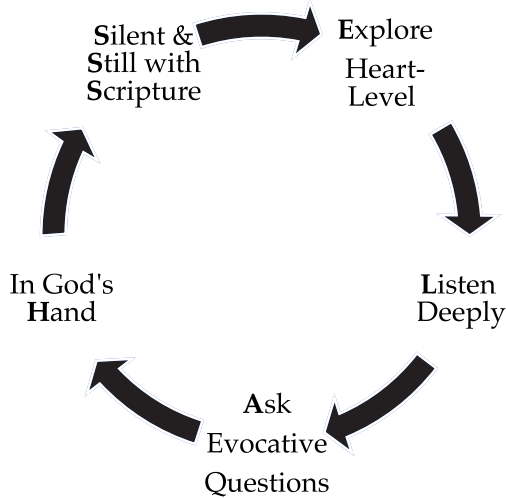 Silent &
Still with
Scripture
Explore
Heart-
Level
Listen
Deeply
Ask
Evocative
Questions
In God's
Hand